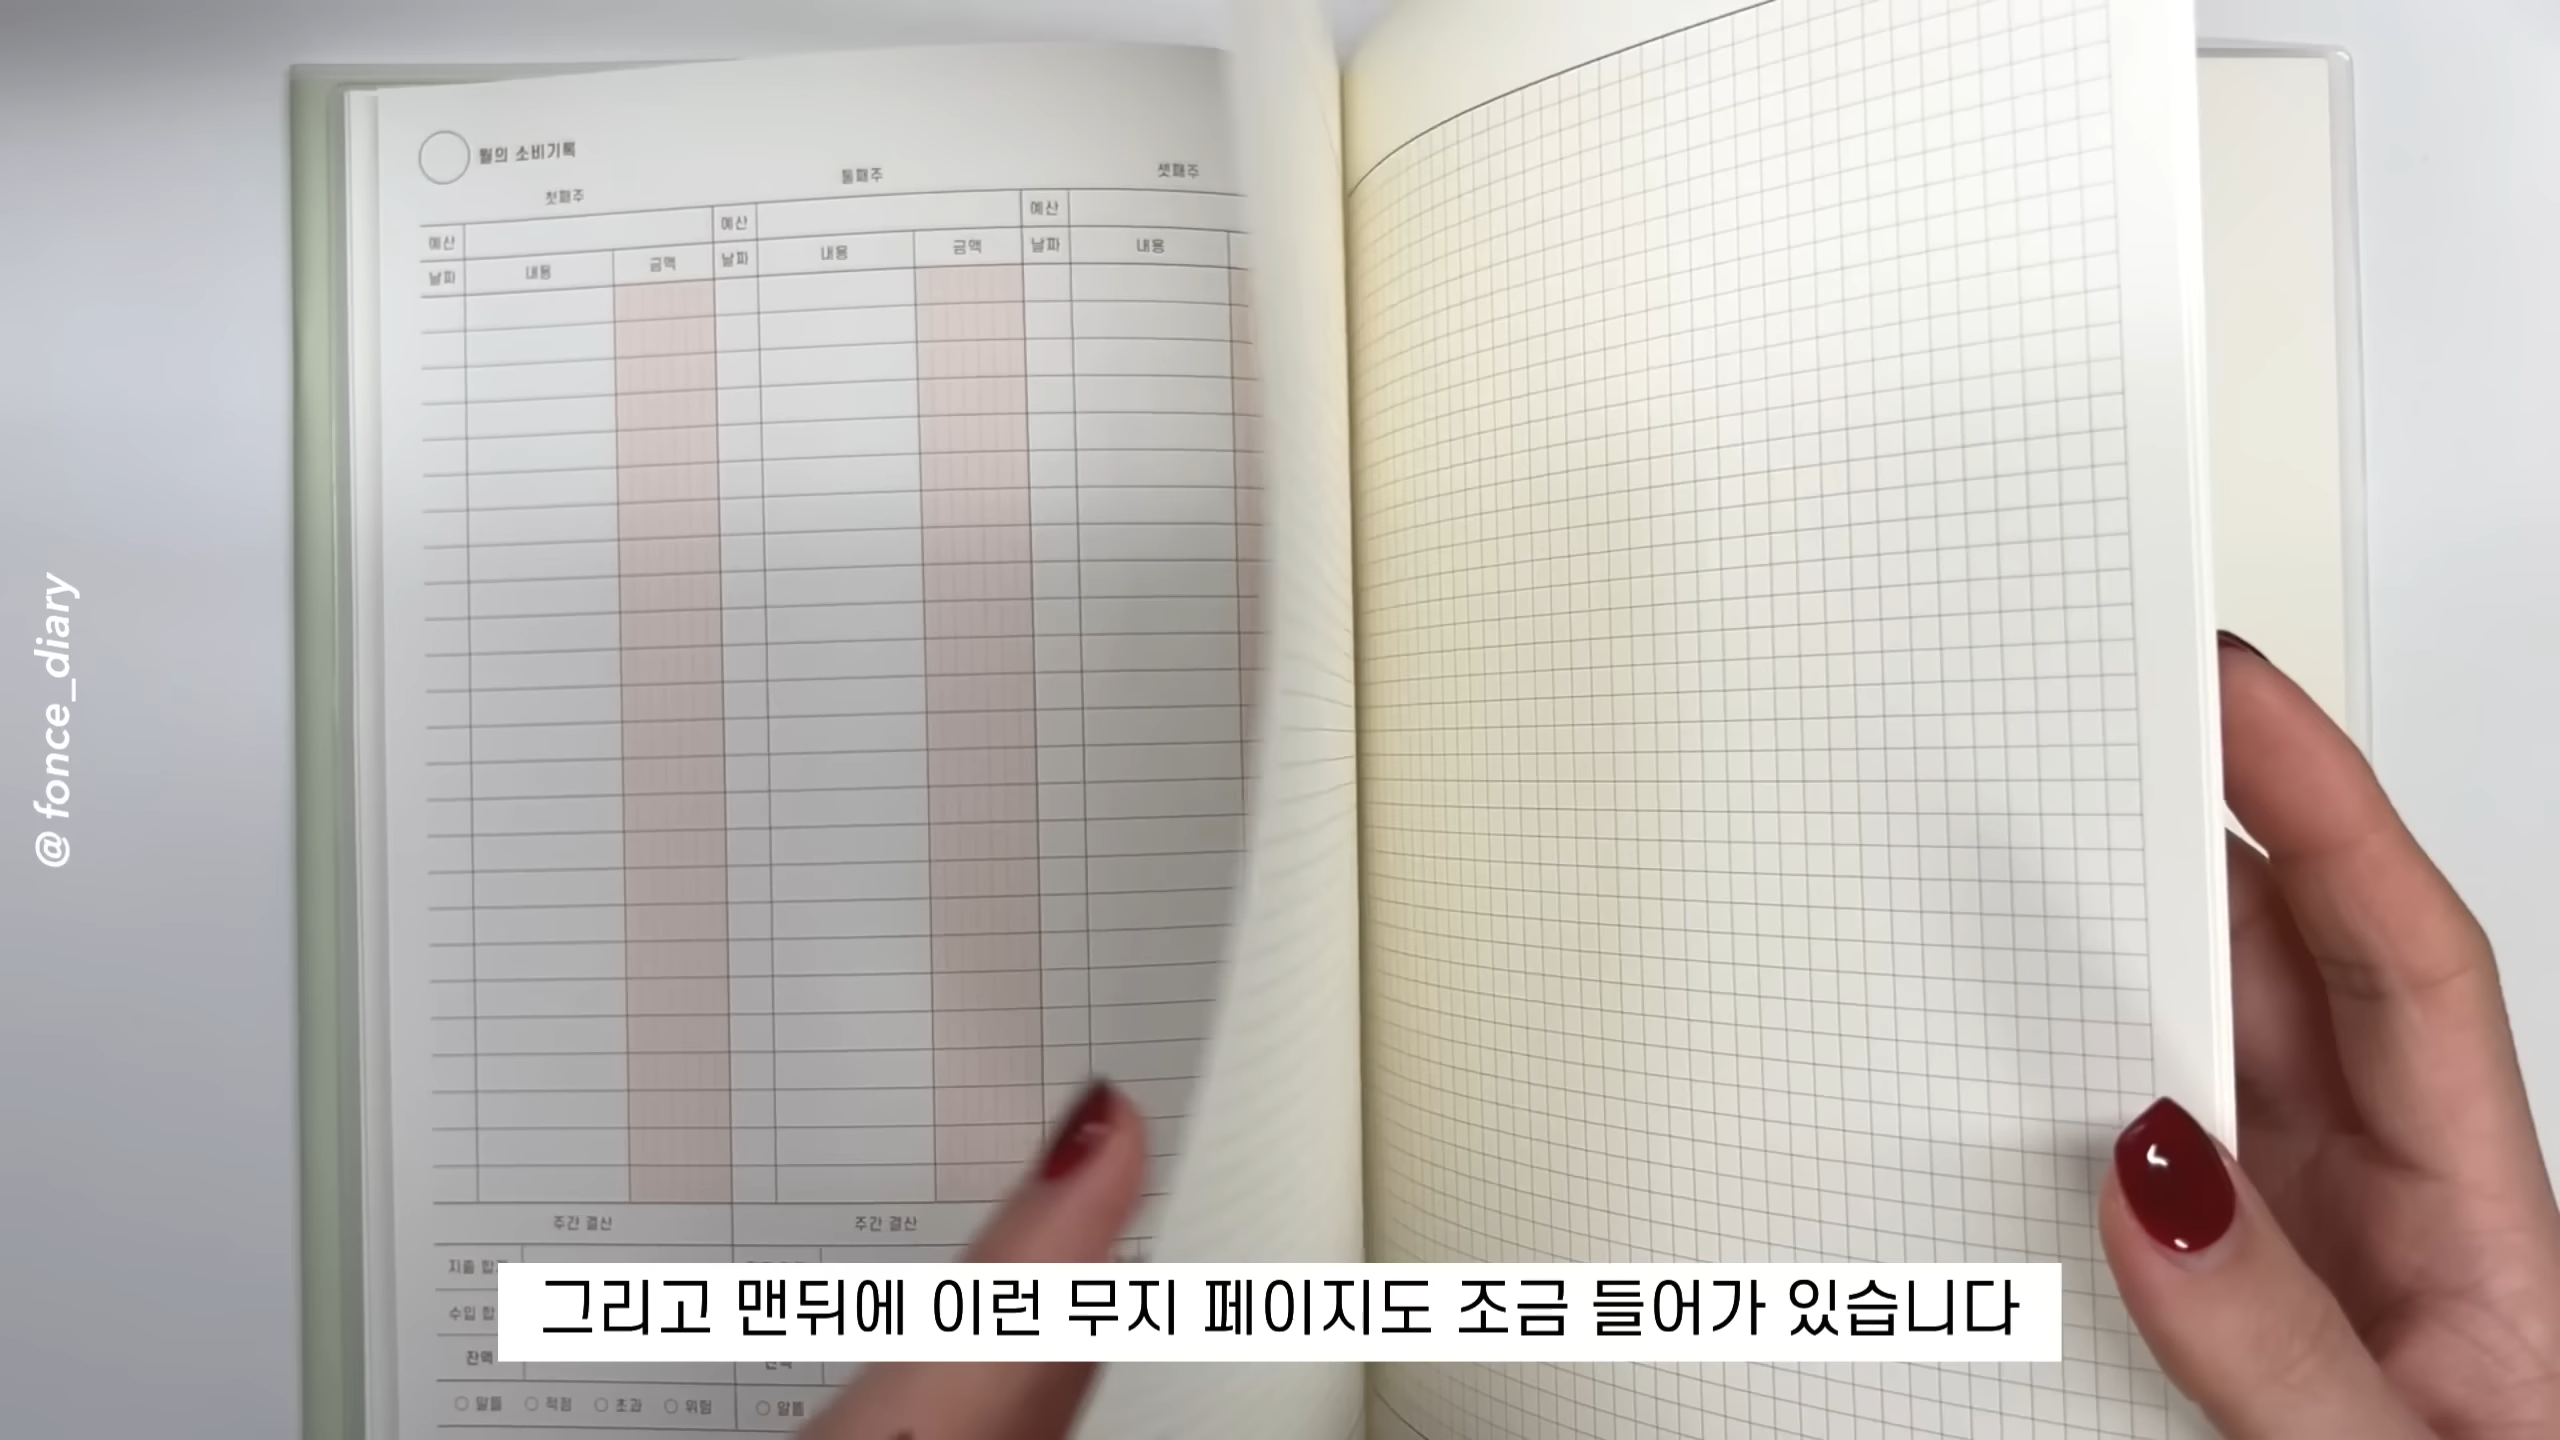 월의 소비기록
첫째주
둘째주
셋째주
예산
예산
예산
날짜
내용
금액
날짜
내용
금액
날짜
내용
주간 결산
주간 결산
지출 합계
수입 합
잔액
잔액
알뜰 적정 초과 위험
알뜰
그리고 맨뒤에 이런 무지 페이지도 조금 들어가 있습니다
@fonce_diary